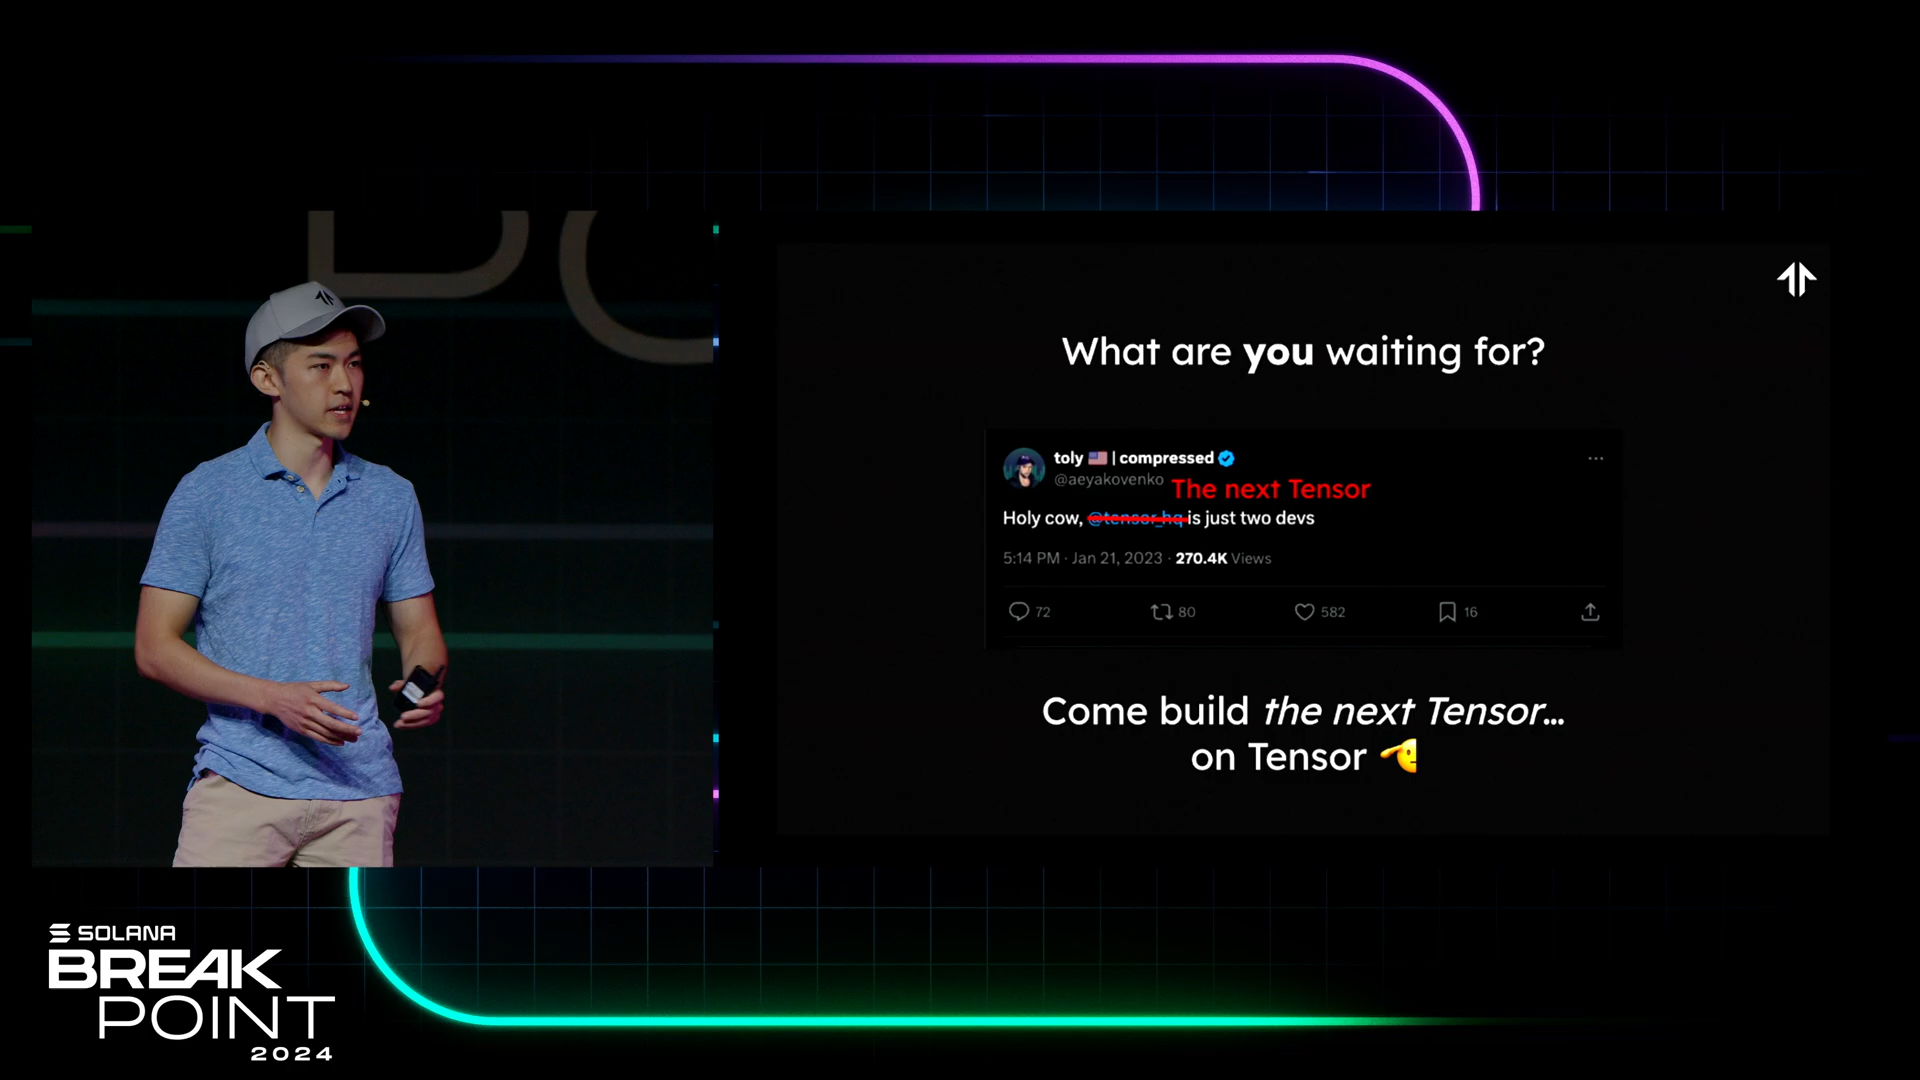 What are you waiting for?
toly 🇺🇸 | compressed
@aeyakovenko
The next Tensor
Holy cow, @tensor_hq is just two devs
5:14 PM · Jan 21, 2023 · 270.4K Views
72 80 582 16
Come build the next Tensor...
on Tensor
SOLANA
BREAK
POINT
2024